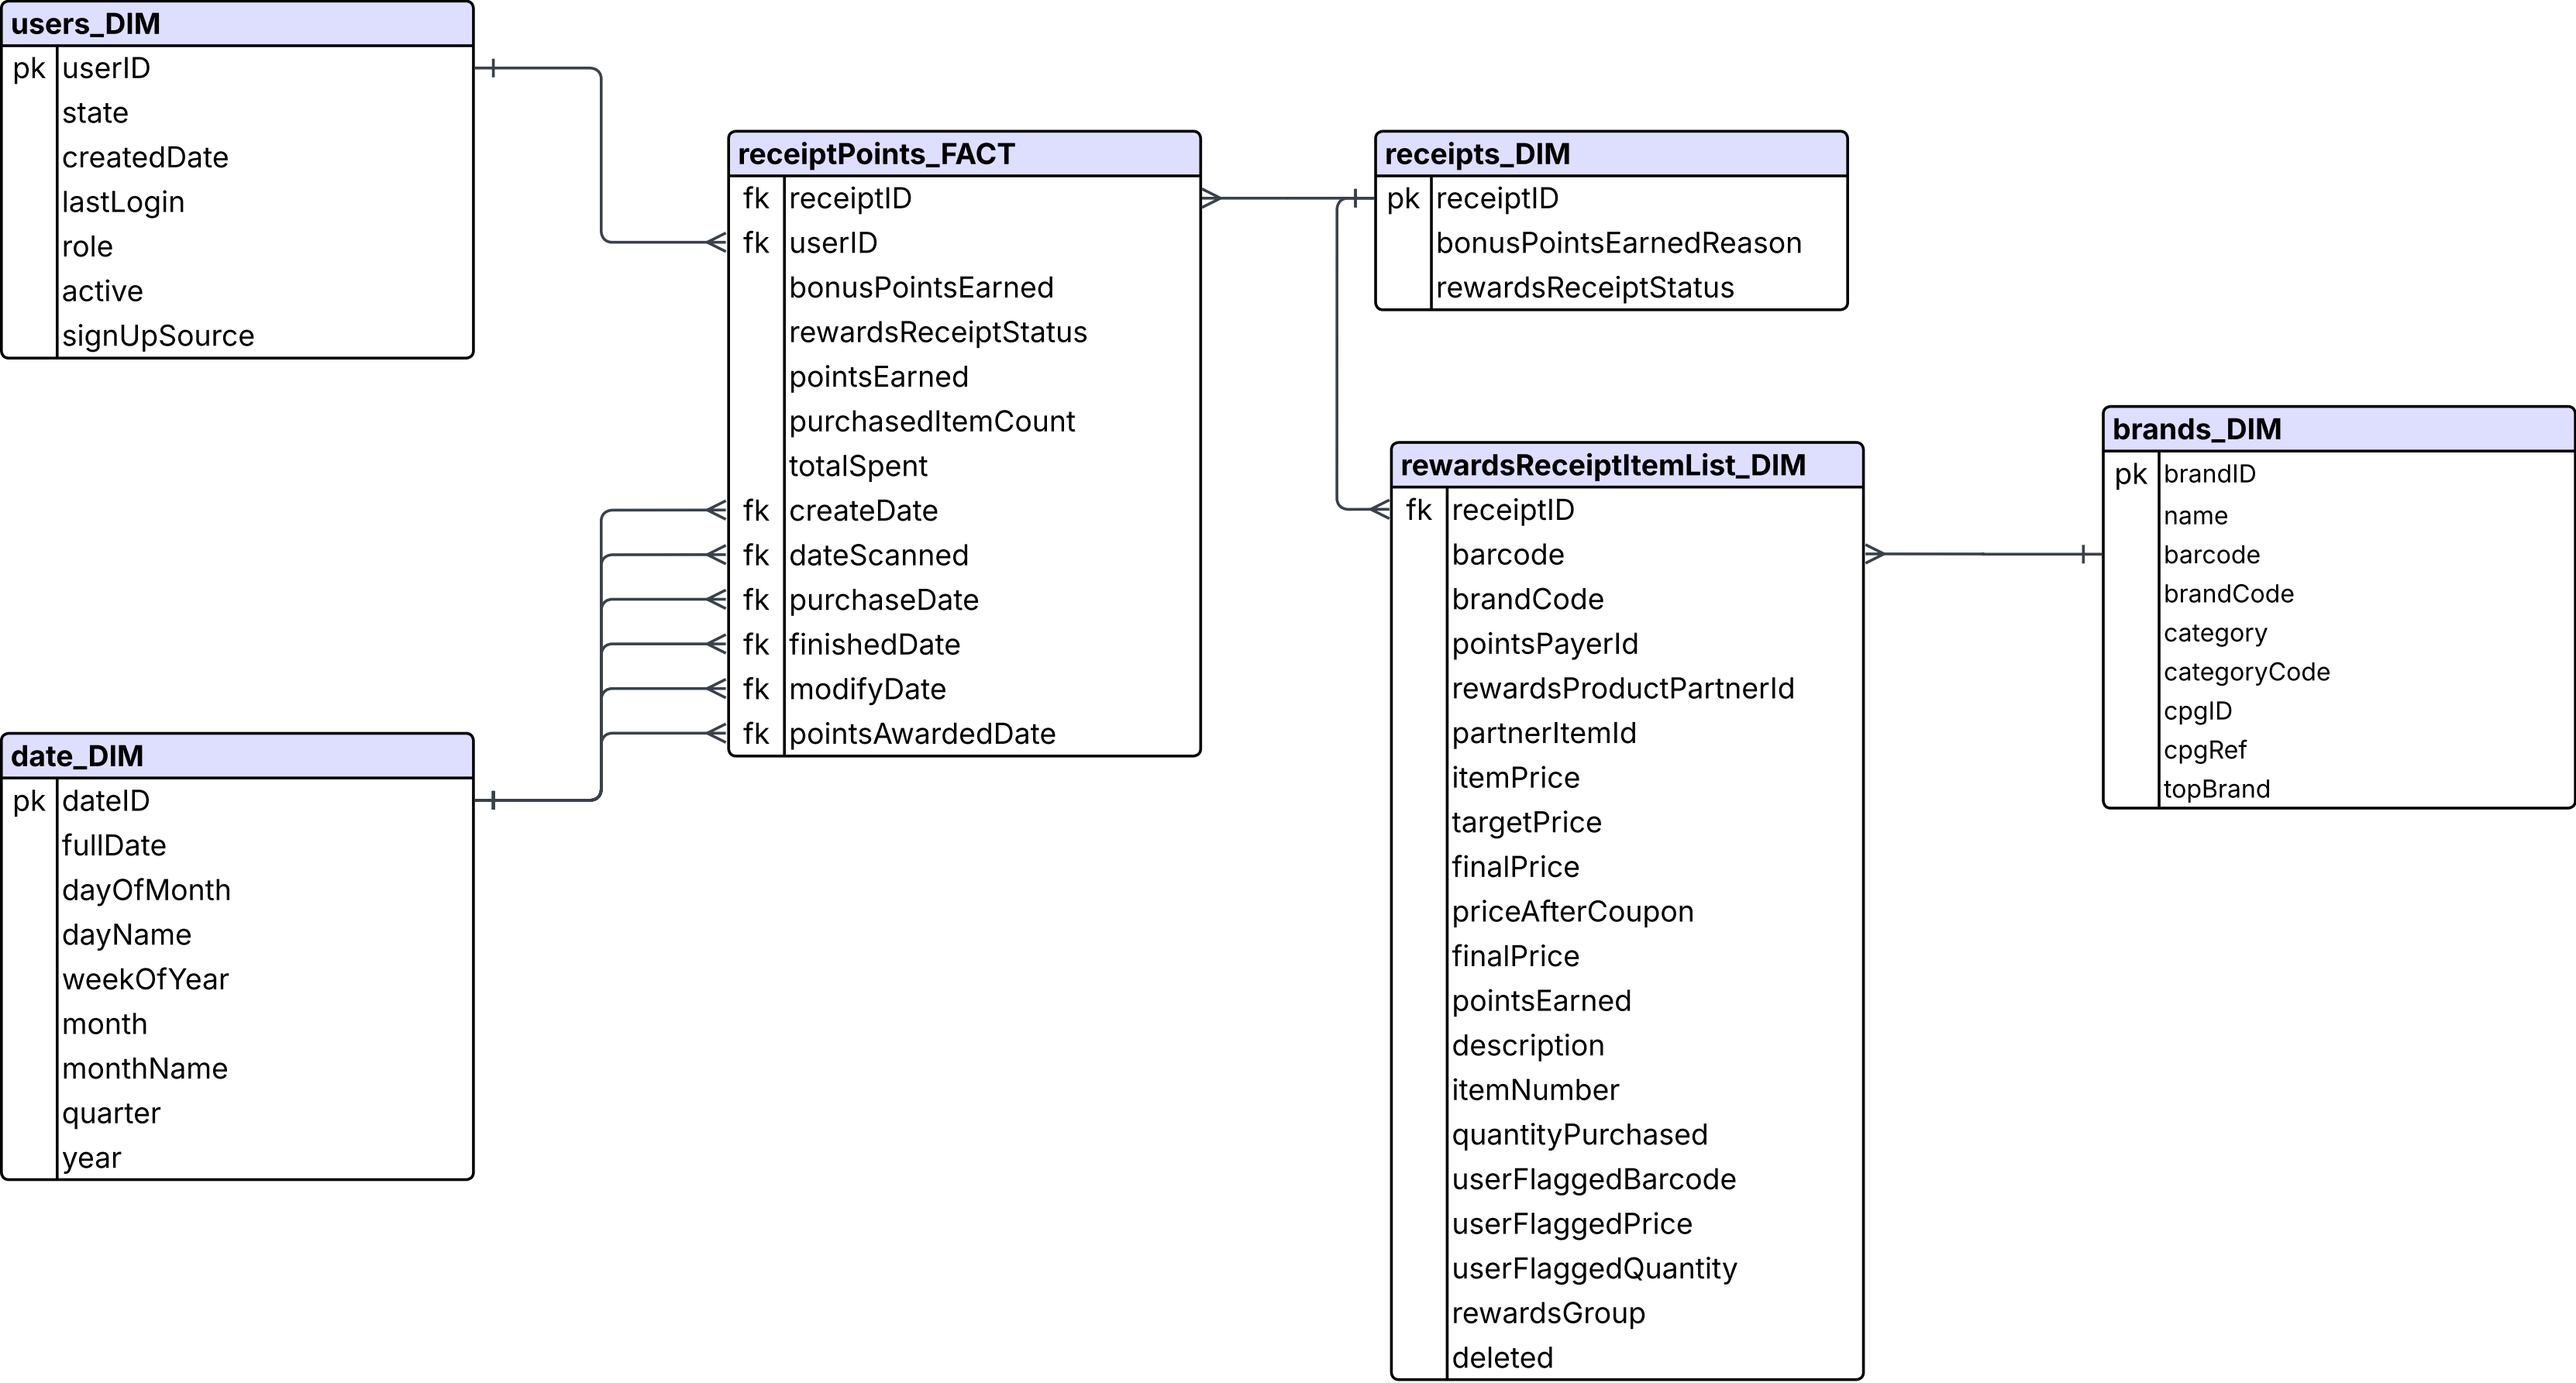 users_DIM
pk userID
state
createdDate
lastLogin
role
active
signUpSource
receiptPoints_FACT
fk receiptID
fk userID
bonusPointsEarned
rewardsReceiptStatus
pointsEarned
purchasedItemCount
totalSpent
fk createDate
fk dateScanned
fk purchaseDate
fk finishedDate
fk modifyDate
fk pointsAwardedDate
receipts_DIM
pk receiptID
bonusPointsEarnedReason
rewardsReceiptStatus
date_DIM
pk dateID
fullDate
dayOfMonth
dayName
weekOfYear
month
monthName
quarter
year
rewardsReceiptItemList_DIM
fk receiptID
barcode
brandCode
pointsPayerId
rewardsProductPartnerId
partnerItemId
itemPrice
targetPrice
finalPrice
priceAfterCoupon
finalPrice
pointsEarned
description
itemNumber
quantityPurchased
userFlaggedBarcode
userFlaggedPrice
userFlaggedQuantity
rewardsGroup
deleted
brands_DIM
pk brandID
name
barcode
brandCode
category
categoryCode
cpgID
cpgRef
topBrand